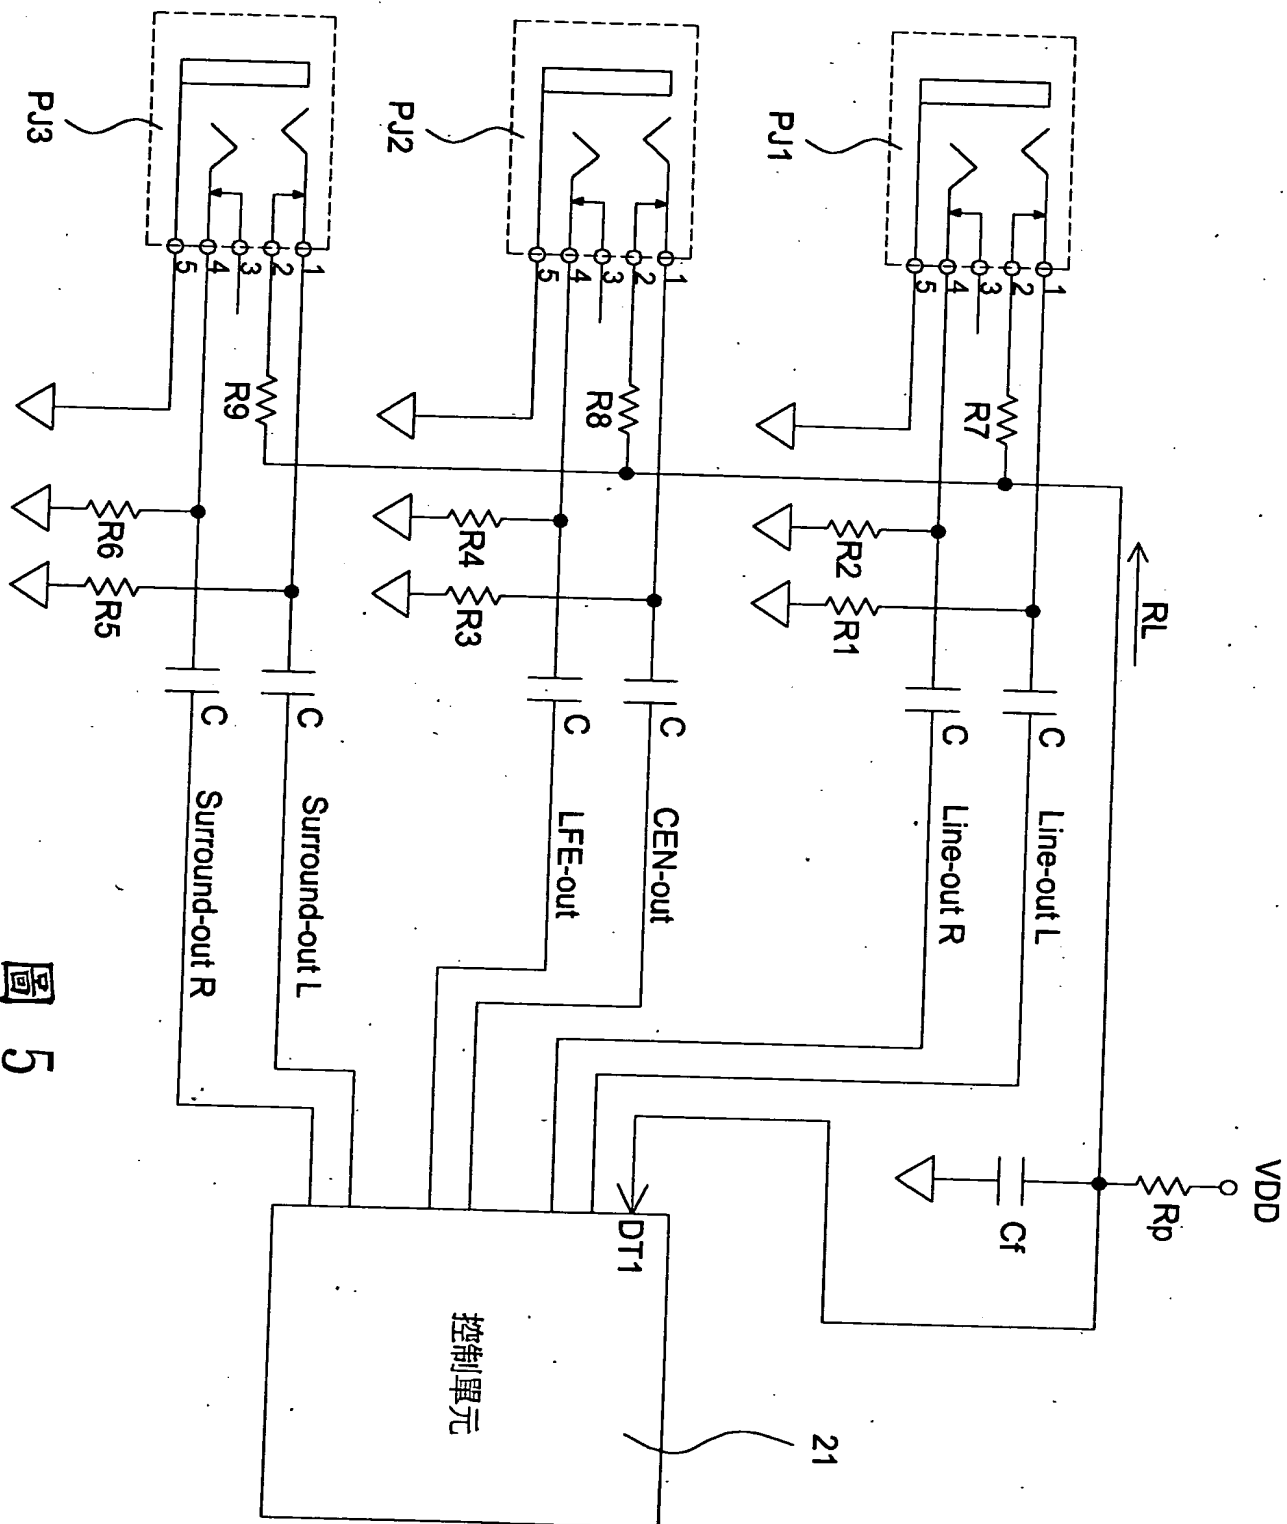 VDD
Rp
Cf
RL
PJ1
1
2
3
4
5
R7
R2
R1
C
C
Line-out L
Line-out R
PJ2
1
2
3
4
5
R8
R4
R3
C
C
CEN-out
LFE-out
PJ3
1
2
3
4
5
R9
R6
R5
C
C
Surround-out L
Surround-out R
DT1
控制單元
21
圖 5